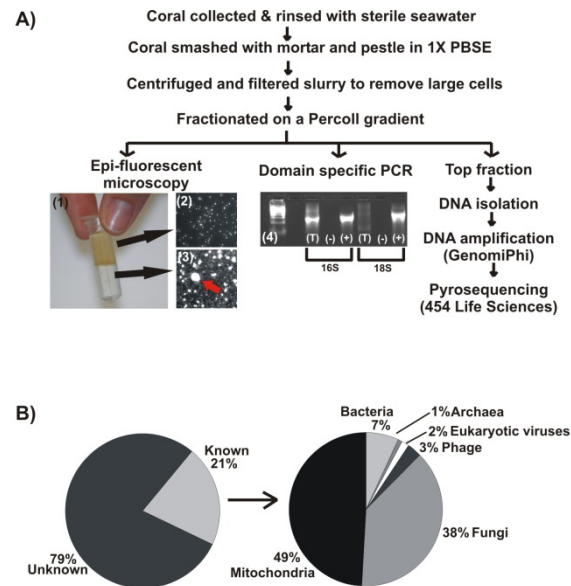 A)
Coral collected & rinsed with sterile seawater
Coral smashed with mortar and pestle in 1X PBSE
Centrifuged and filtered slurry to remove large cells
Fractionated on a Percoll gradient
Epi-fluorescent
microscopy
(1)
(2)
(3)
Domain specific PCR
(4)
(T) (-) (+) (T) (-) (+)
16S 18S
Top fraction
DNA isolation
DNA amplification
(GenomiPhi)
Pyrosequencing
(454 Life Sciences)
B)
Known
21%
79%
Unknown
Bacteria
7%
1% Archaea
2% Eukaryotic viruses
3% Phage
38% Fungi
49%
Mitochondria